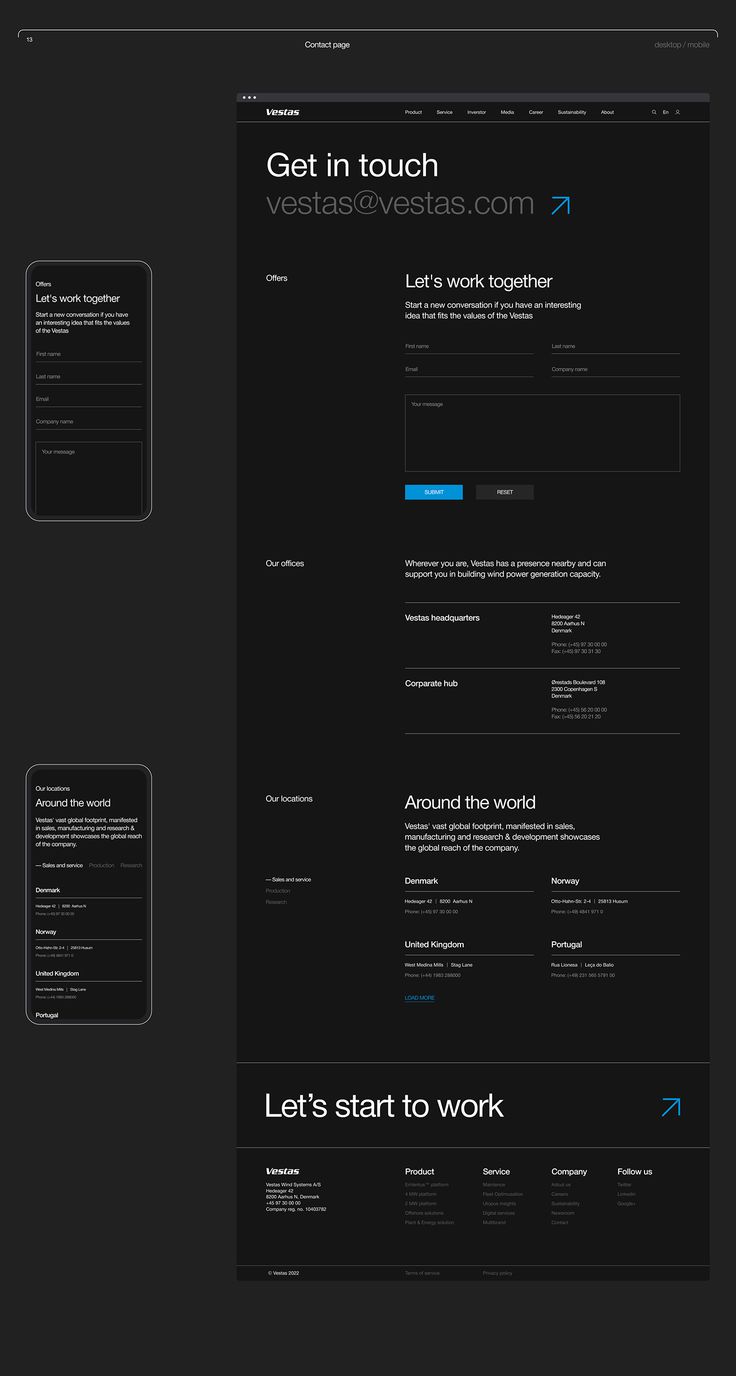 13
Contact page
desktop / mobile
Vestas
Product Service Inverstor Media Career Sustainability About En
Get in touch
vestas@vestas.com
Offers
Let's work together
Start a new conversation if you have an interesting
idea that fits the values of the Vestas
First name Last name
Email Company name
Your message
SUBMIT RESET
Our offices
Wherever you are, Vestas has a presence nearby and can
support you in building wind power generation capacity.
Vestas headquarters
Hedeager 42
8200 Aarhus N
Denmark
Phone: (+45) 97 30 00 00
Fax: (+45) 97 30 31 30
Corparate hub
Ørestads Boulevard 108
2300 Copenhagen S
Denmark
Phone: (+45) 56 20 00 00
Fax: (+45) 56 20 21 20
Our locations
Around the world
Vestas' vast global footprint, manifested in sales,
manufacturing and research & development showcases
the global reach of the company.
— Sales and service
Production
Research
Denmark
Hedeager 42 | 8200 Aarhus N
Phone: (+45) 97 30 00 00
Norway
Otto-Hahn-Str. 2-4 | 25813 Husum
Phone: (+49) 4841 971 0
United Kingdom
West Medina Mills | Stag Lane
Phone: (+44) 1983 288000
Portugal
Rua Lionesa | Leça do Balio
Phone: (+49) 231 565 5791 00
LOAD MORE
Let’s start to work
Vestas
Vestas Wind Systems A/S
Hedeager 42
8200 Aarhus N, Denmark
+45 97 30 00 00
Company reg. no. 10403782
Product
EnVentus™ platform
4 MW platform
2 MW platform
Offshore solutions
Plant & Energy solution
Service
Fleet Optimusation
Utopus insights
Digital services
Multibrand
Company
Careers
Sustainability
Newsroom
Contact
Follow us
Twitter
Linkedin
Google+
© Vestas 2022
Terms of service
Privacy policy
Offers
Let's work together
Start a new conversation if you have
an interesting idea that fits the values
of the Vestas
First name
Last name
Email
Company name
Your message
Our locations
Around the world
Vestas' vast global footprint, manifested
in sales, manufacturing and research &
development showcases the global reach
of the company.
— Sales and service Production Research
Denmark
Hedeager 42 | 8200 Aarhus N
Phone: (+45) 97 30 00 00
Norway
Otto-Hahn-Str. 2-4 | 25813 Husum
Phone: (+49) 4841 971 0
United Kingdom
West Medina Mills | Stag Lane
Phone: (+44) 1983 288000
Portugal